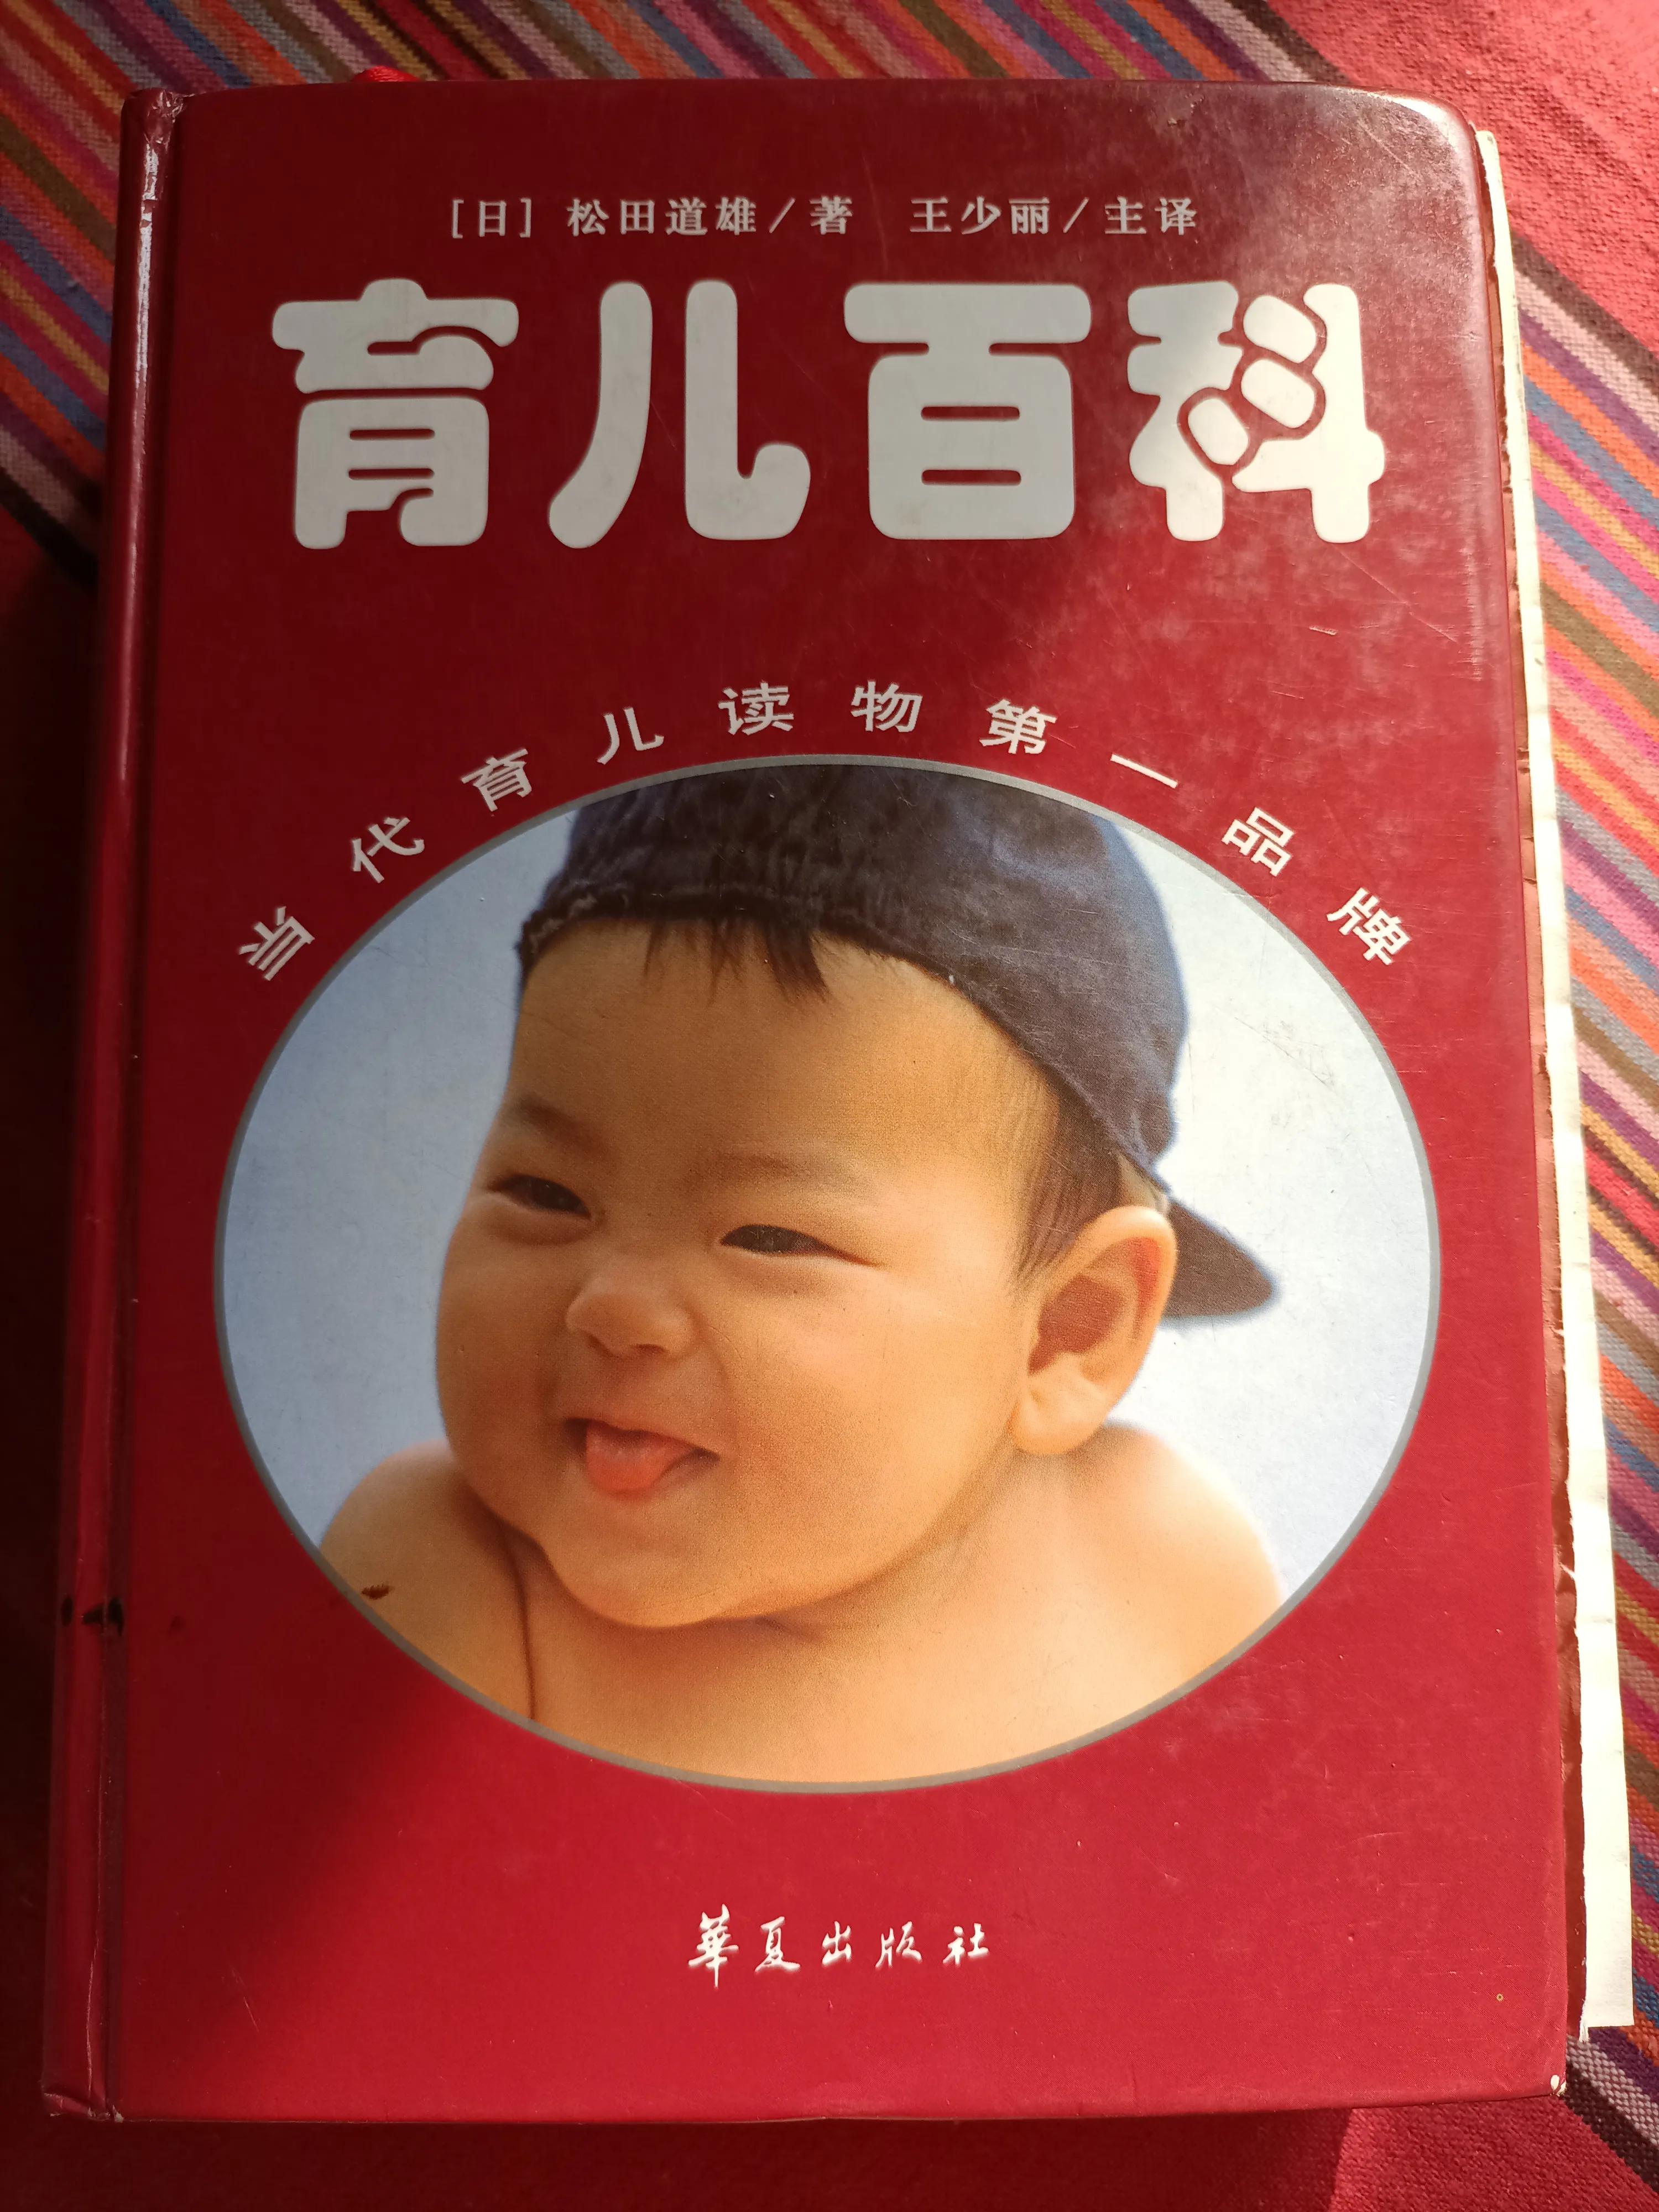 [日] 松田道雄/著 王少丽/主译
育儿百科
当代育儿读物第一品牌
華夏出版社